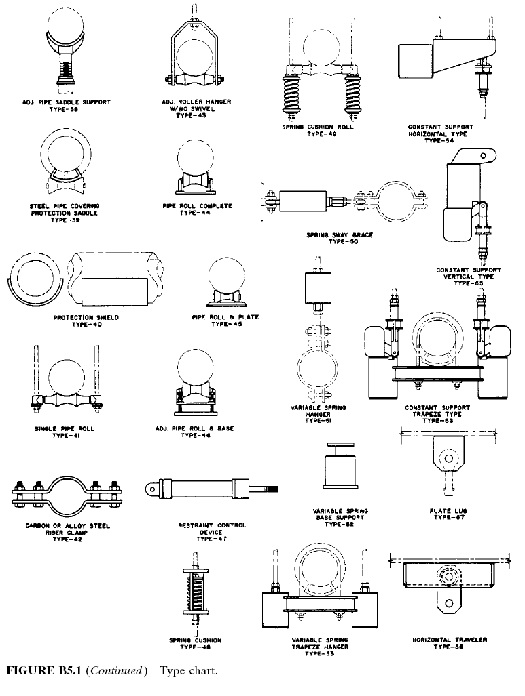 ADJ PIPE SADDLE SUPPORT
TYPE-38
ADJ. ROLLER HANGER
W/NO SWIVEL
TYPE-43
SPRING CUSHION ROLL
TYPE-49
CONSTANT SUPPORT
HORIZONTAL TYPE
TYPE-54
STEEL PIPE COVERING
PROTECTION SADDLE
TYPE-39
PIPE ROLL COMPLETE
TYPE-44
SPRING SWAY BRACE
TYPE-50
CONSTANT SUPPORT
VERTICAL TYPE
TYPE-55
PROTECTION SHIELD
TYPE-40
PIPE ROLL & PLATE
TYPE-45
SINGLE PIPE ROLL
TYPE-41
ADJ. PIPE ROLL & BASE
TYPE-46
VARIABLE SPRING
HANGER
TYPE-51
CONSTANT SUPPORT
TRAPEZE TYPE
CARBON OR ALLOY STEEL
RISER CLAMP
TYPE-42
RESTRAINT CONTROL
DEVICE
TYPE-47
VARIABLE SPRING
BASE SUPPORT
TYPE-52
PLATE LUG
TYPE-57
SPRING CUSHION
TYPE-48
VARIABLE SPRING
TRAPEZE HANGER
TYPE-53
HORIZONTAL TRAVELER
TYPE-58
FIGURE B5.1 (Continued) Type chart.